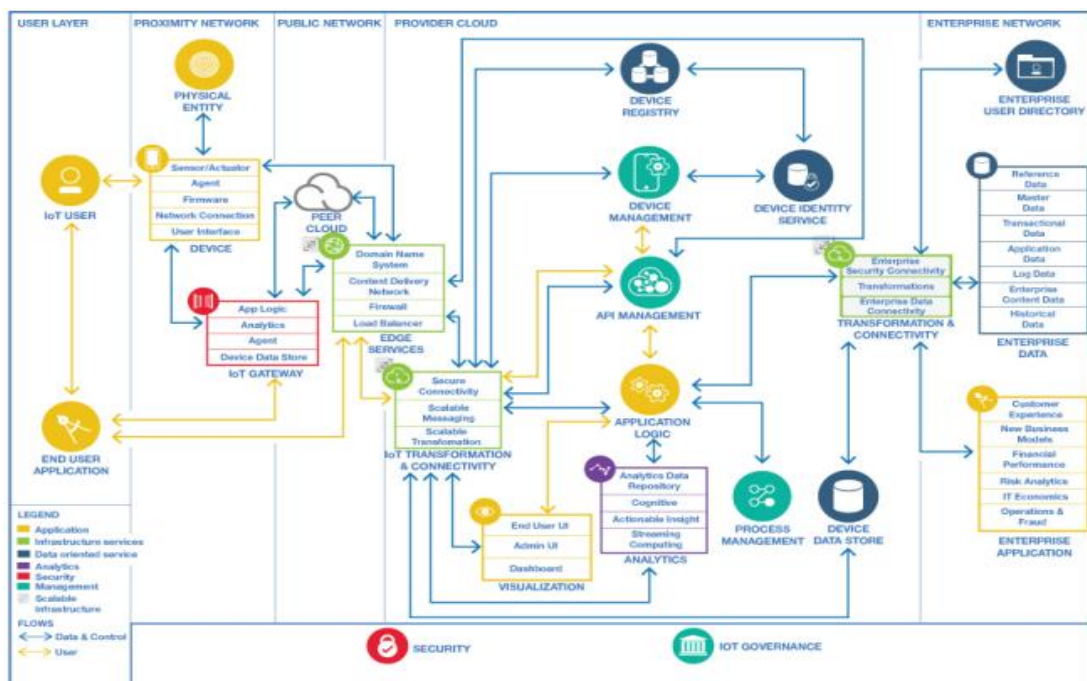 USER LAYER
PROXIMITY NETWORK
PUBLIC NETWORK
PROVIDER CLOUD
ENTERPRISE NETWORK
PHYSICAL
ENTITY
IoT USER
Sensor/Actuator
Agent
Firmware
Network Connection
User Interface
DEVICE
END USER
APPLICATION
App Logic
Analytics
Agent
Device Data Store
IoT GATEWAY
PEER
CLOUD
Domain Name
System
Content Delivery
Network
Firewall
Load Balancer
EDGE
SERVICES
Secure
Connectivity
Scalable
Messaging
Scalable
Transfomation
IoT TRANSFORMATION
& CONNECTIVITY
DEVICE
REGISTRY
DEVICE
MANAGEMENT
DEVICE IDENTITY
SERVICE
API MANAGEMENT
APPLICATION
LOGIC
End User UI
Admin UI
Dashboard
VISUALIZATION
Analytics Data
Repository
Cognitive
Actionable Insight
Streaming
Computing
ANALYTICS
PROCESS
MANAGEMENT
DEVICE
DATA STORE
Enterprise
Security Connectivity
Transformations
Enterprise Data
Connectivity
TRANSFORMATION &
CONNECTIVITY
ENTERPRISE
USER DIRECTORY
Reference
Data
Master
Data
Transactional
Data
Application
Data
Log Data
Enterprise
Content Data
Historical
Data
ENTERPRISE
DATA
Customer
Experience
New Business
Models
Financial
Performance
Risk Analytics
IT Economics
Operations &
Fraud
ENTERPRISE
APPLICATION
LEGEND
Application
Infrastructure services
Data oriented service
Analytics
Security
Management
Scalable
Infrastructure
FLOWS
Data & Control
User
SECURITY
IOT GOVERNANCE